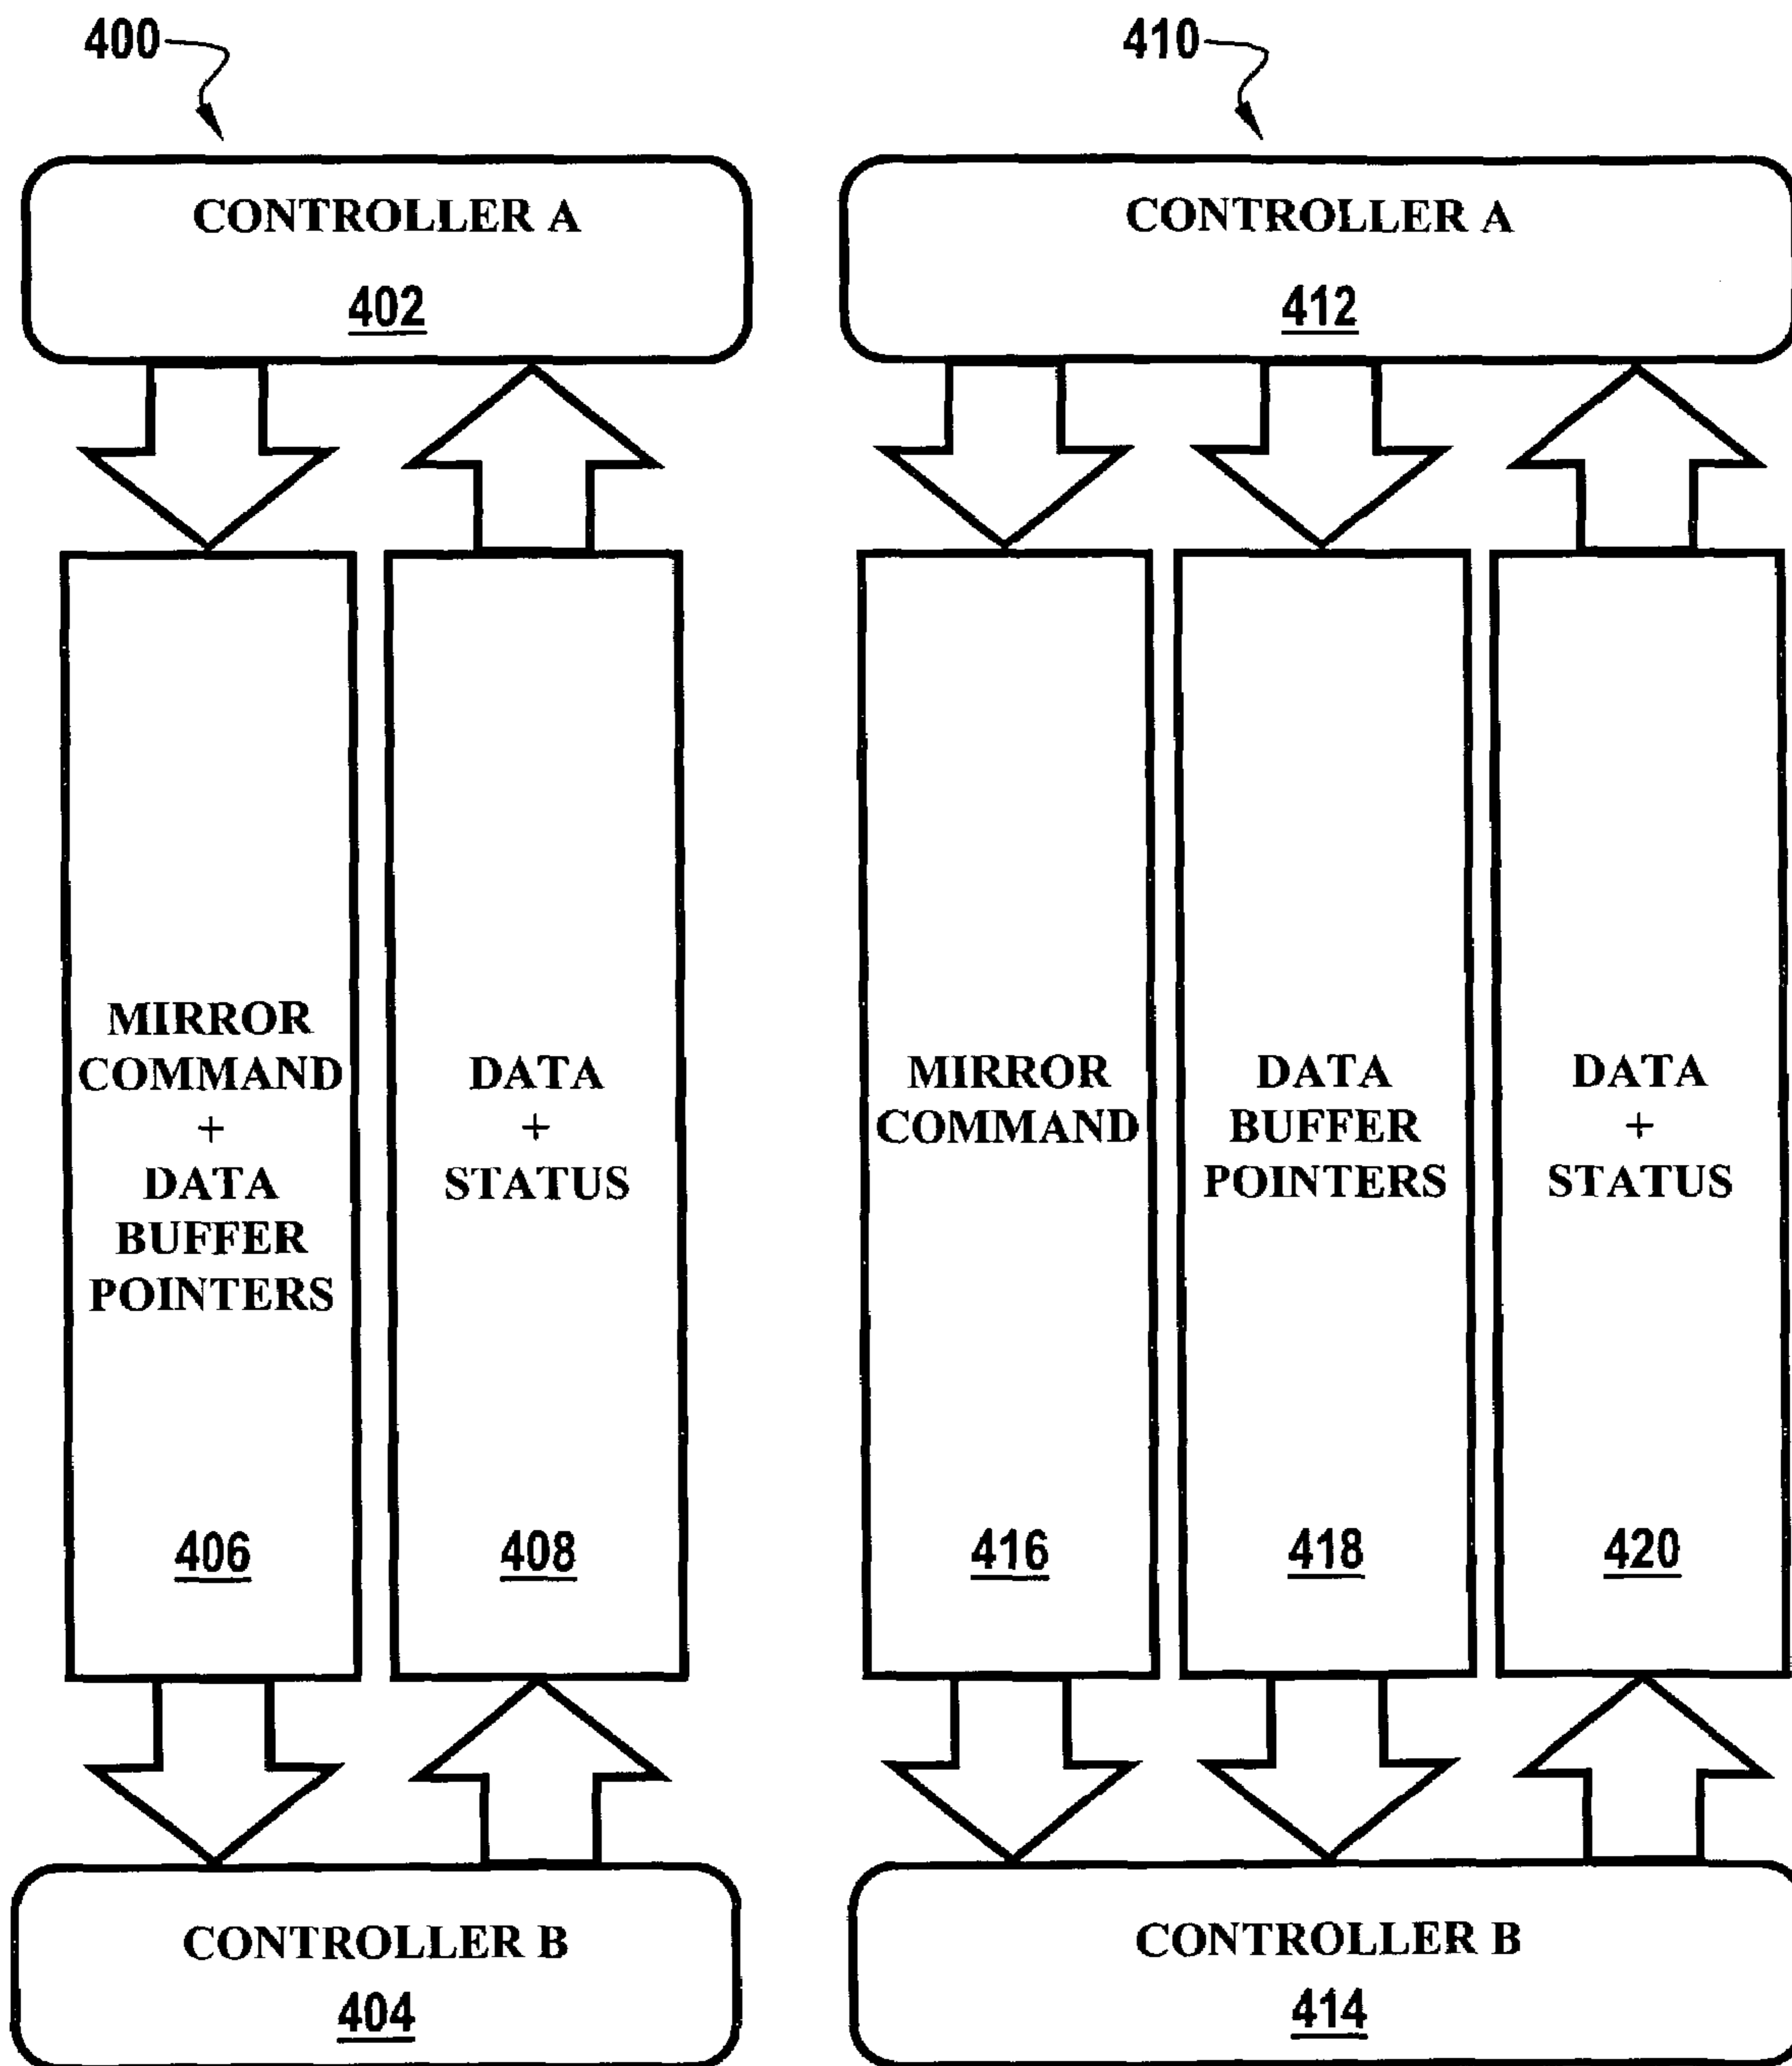 400
410
CONTROLLER A
402
CONTROLLER A
412
MIRROR
COMMAND
+
DATA
BUFFER
POINTERS
406
DATA
+
STATUS
408
MIRROR
COMMAND
416
DATA
BUFFER
POINTERS
418
DATA
+
STATUS
420
CONTROLLER B
404
CONTROLLER B
414